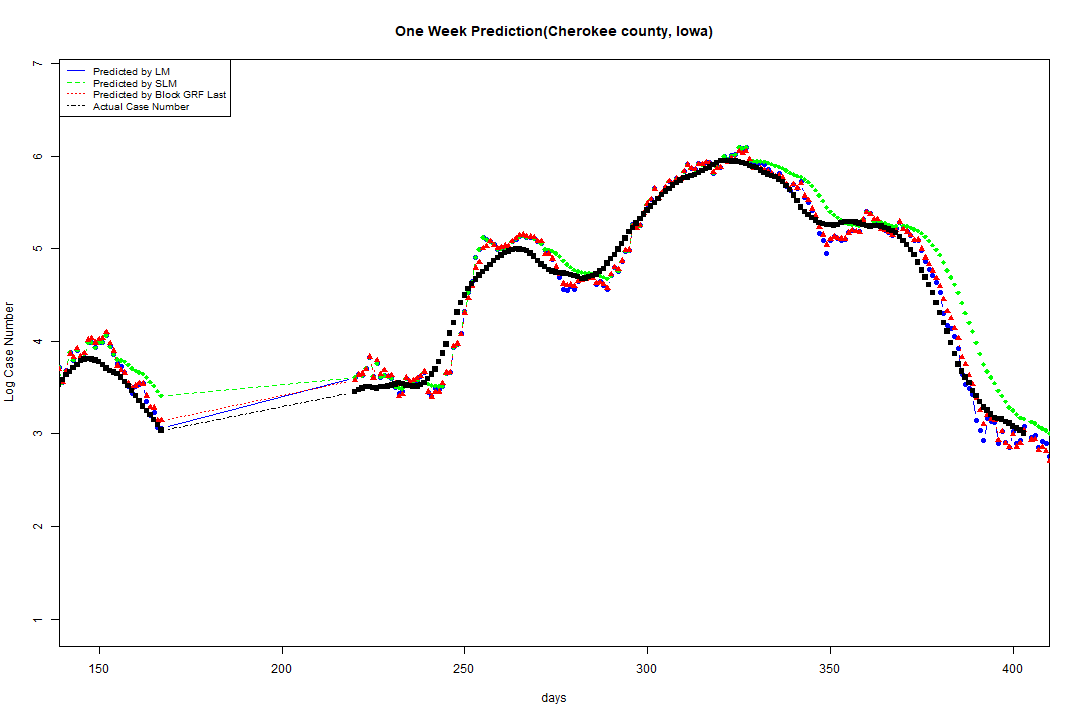 One Week Prediction(Cherokee county, Iowa)
Predicted by LM
Predicted by SLM
Predicted by Block GRF Last
Actual Case Number
7
6
5
4
3
2
1
Log Case Number
150 200 250 300 350 400
days